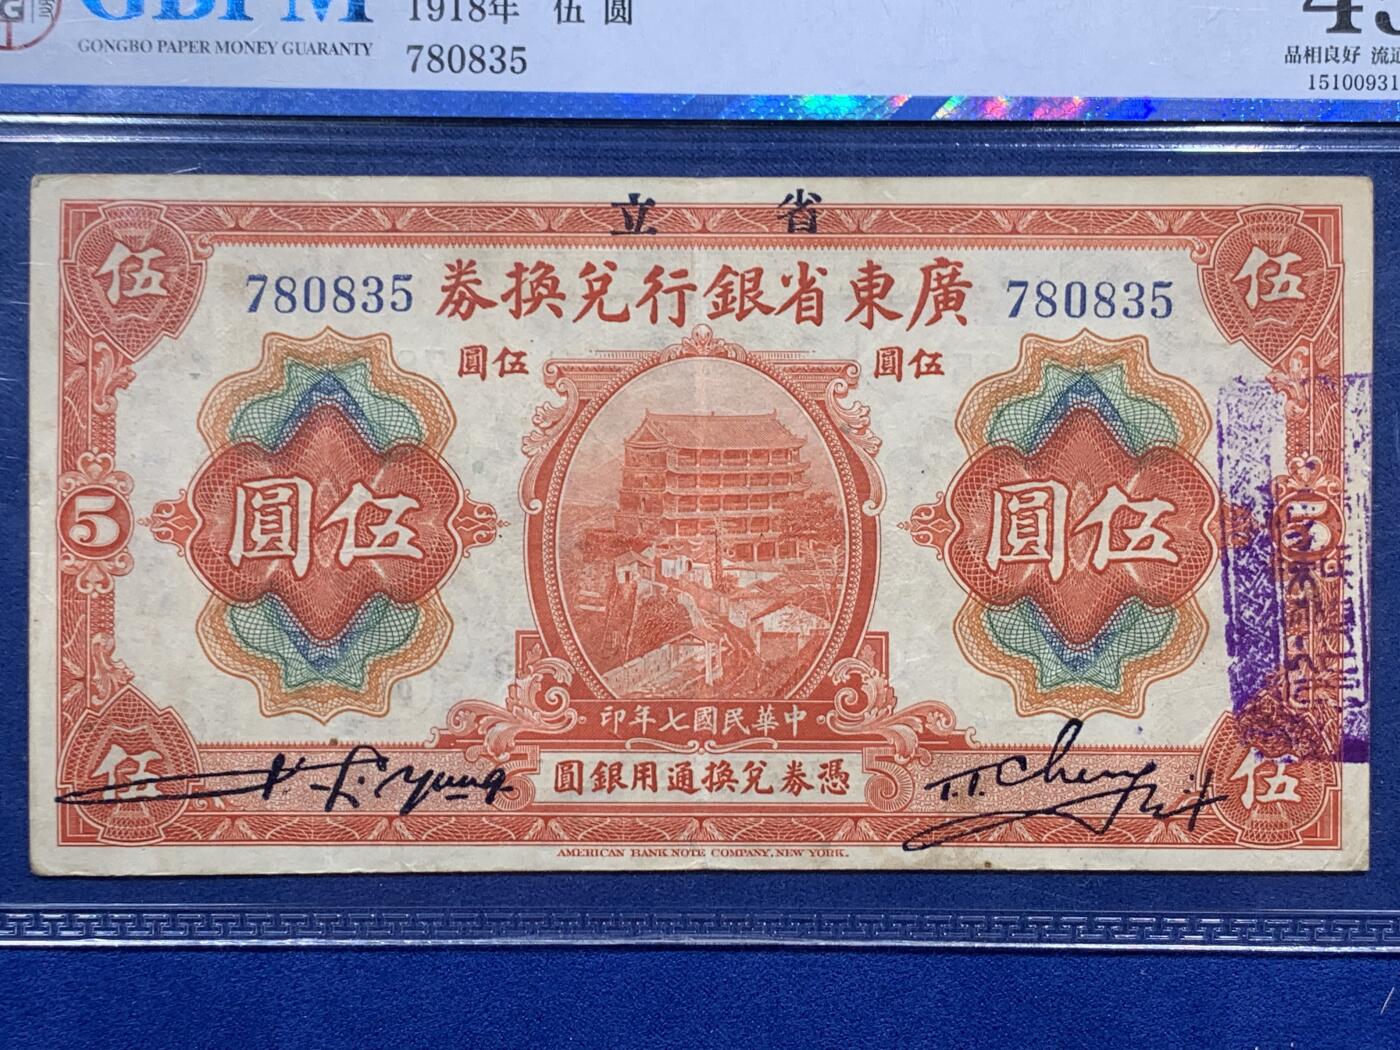 GBPM
1918年 伍圓
GONGBO PAPER MONEY GUARANTY
780835
品相良好
15100931
省立
伍
伍
780835
廣東省銀行兌換券
780835
伍圓
伍圓
5
伍圓
伍圓
5
中華民國七年印
伍
憑券兌換通用銀圓
伍
T.T. Cheng
AMERICAN BANK NOTE COMPANY, NEW YORK.